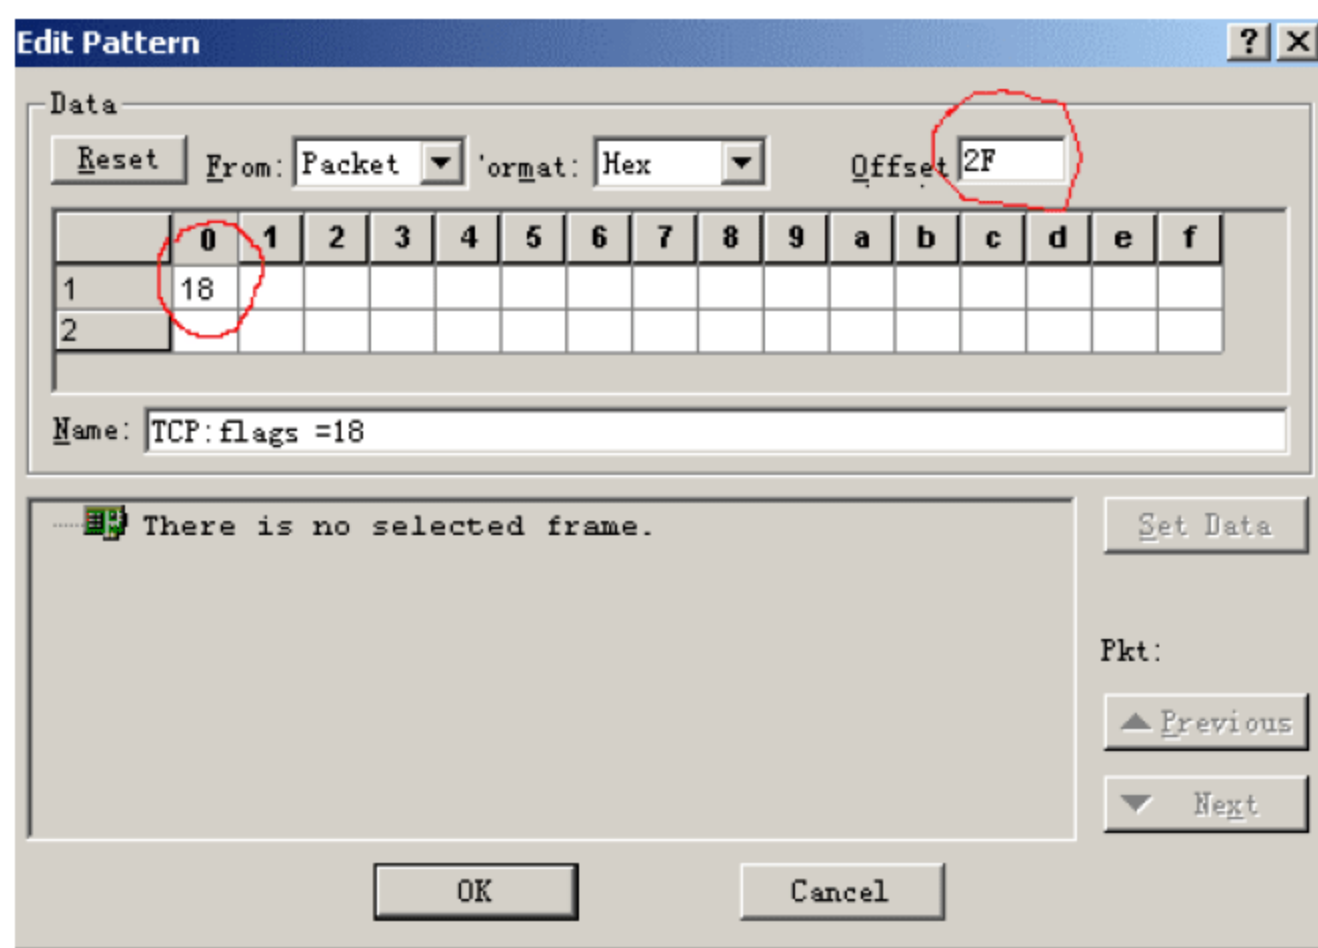 Edit Pattern
Data
Reset From: Packet 'ormat: Hex Offset 2F
0 1 2 3 4 5 6 7 8 9 a b c d e f
1 18
2
Name: TCP:flags =18
There is no selected frame.
Set Data
Pkt:
Previous
Next
OK Cancel